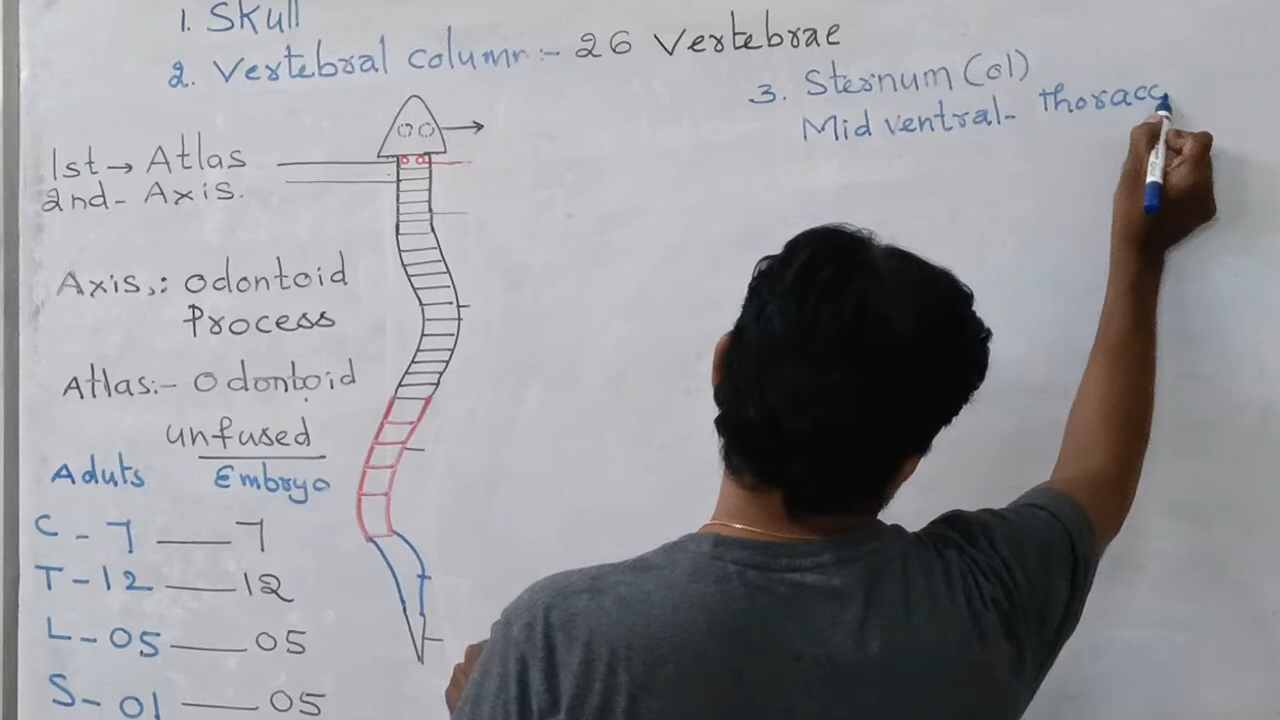 1. Skull
2. Vertebral column:- 26 Vertebrae
3. Sternum (01)
Mid ventral- thoracc
1st → Atlas
2nd- Axis.
Axis,: Odontoid
Process
Atlas:- Odontoid
unfused
Aduts Embryo
C - 7 — 7
T - 12 — 12
L - 05 — 05
S - 01 — 05